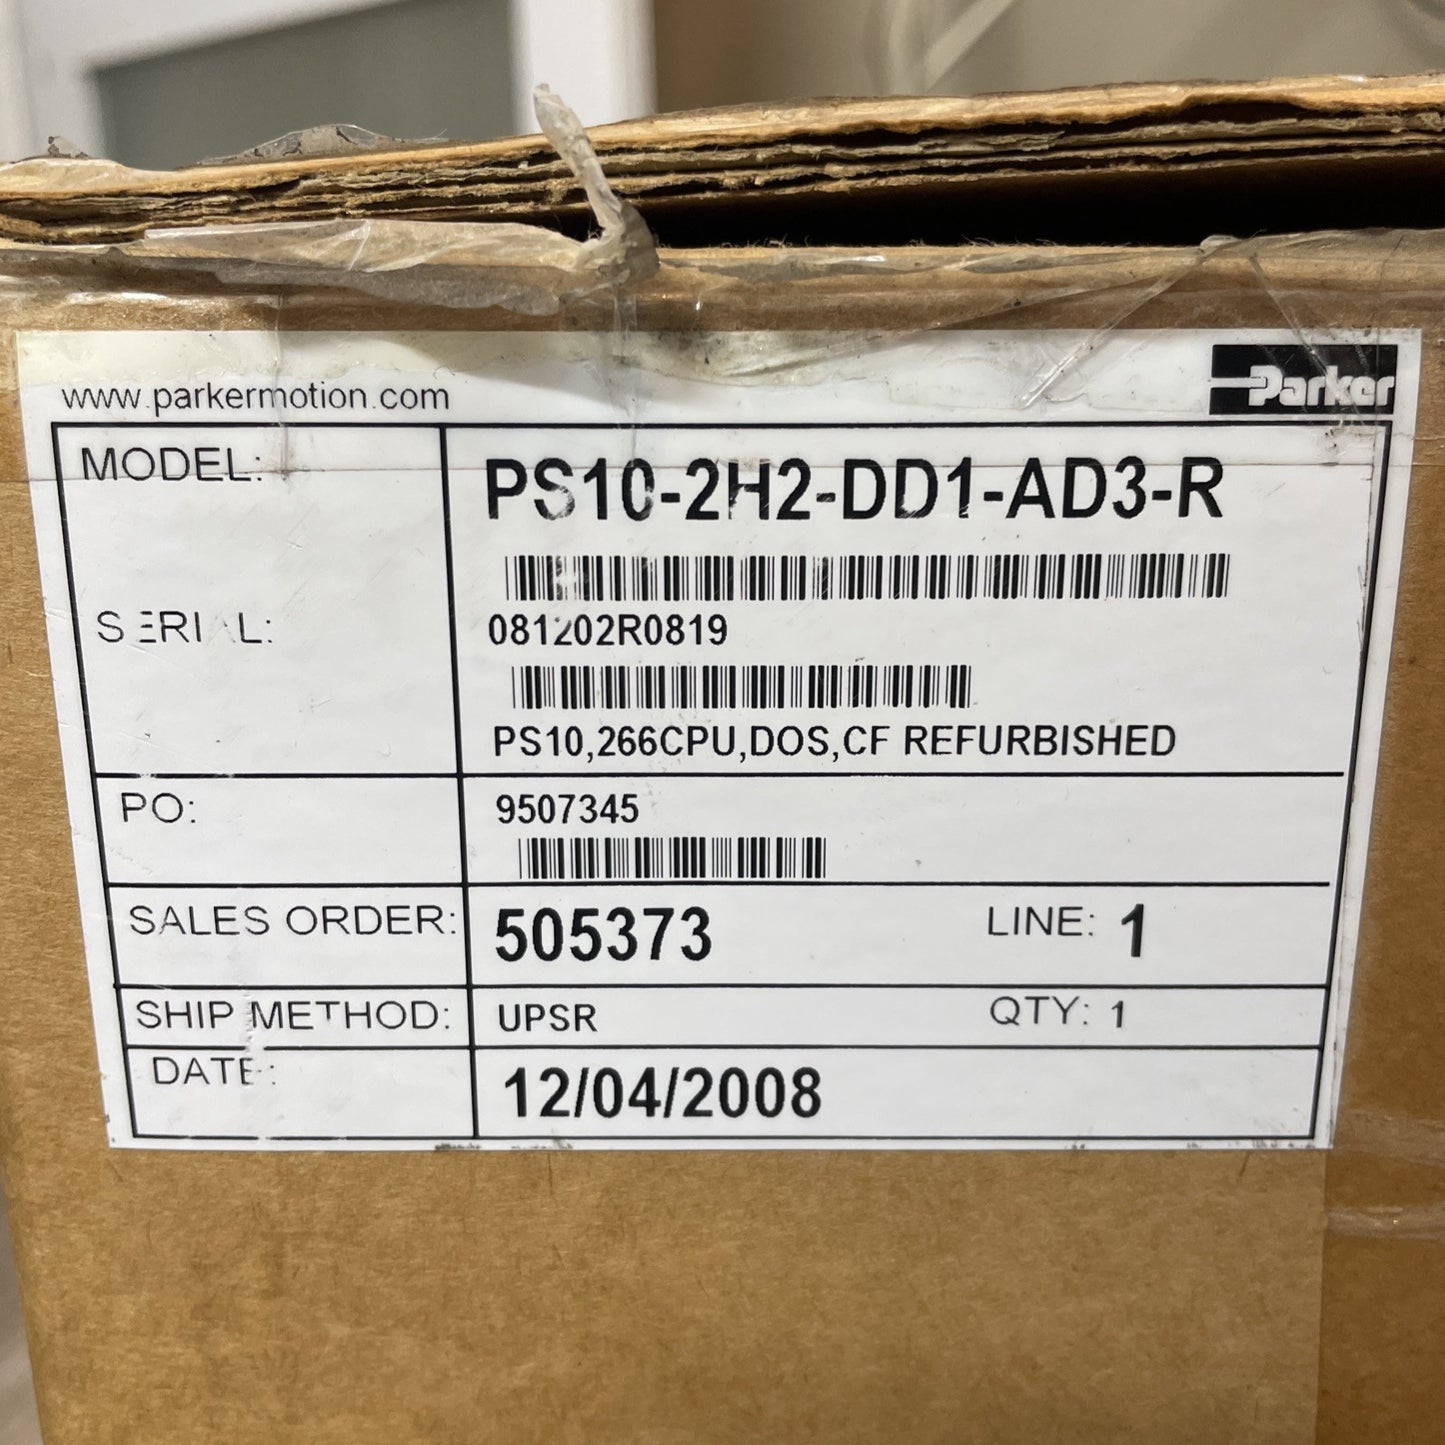 www.parkermotion.com
Parker
MODEL: PS10-2H2-DD1-AD3-R
SERIAL: 081202R0819
PS10,266CPU,DOS,CF REFURBISHED
PO: 9507345
SALES ORDER: 505373 LINE: 1
SHIP METHOD: UPSR QTY: 1
DATE: 12/04/2008